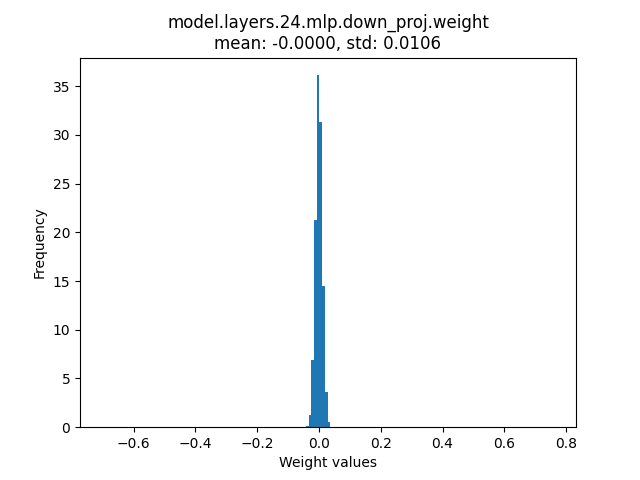 model.layers.24.mlp.down_proj.weight
mean: -0.0000, std: 0.0106
Frequency
35
30
25
20
15
10
5
0
−0.6 −0.4 −0.2 0.0 0.2 0.4 0.6 0.8
Weight values